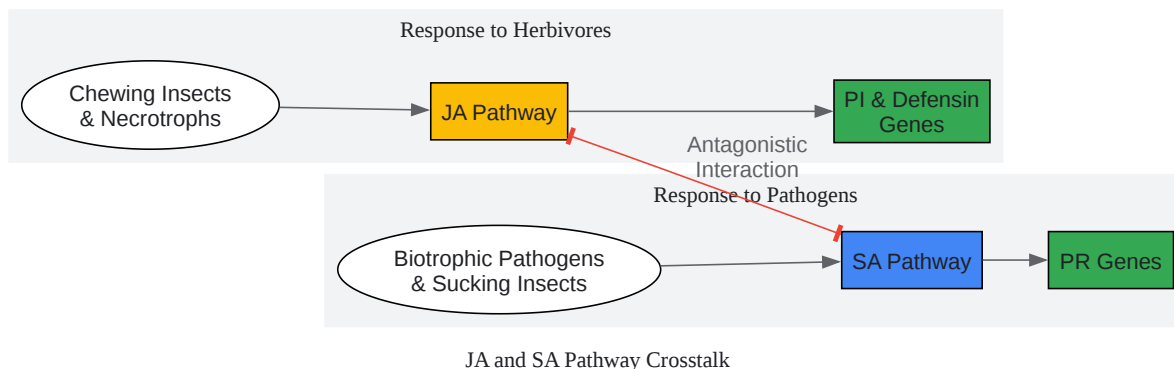 Response to Herbivores
Chewing Insects
& Necrotrophs
JA Pathway
PI & Defensin
Genes
Antagonistic
Interaction
Response to Pathogens
Biotrophic Pathogens
& Sucking Insects
SA Pathway
PR Genes
JA and SA Pathway Crosstalk